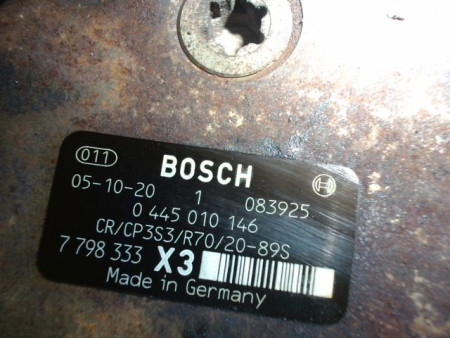 011 BOSCH
05-10-20 1 083925
0 445 010 146
CR/CP3S3/R70/20-89S
7 798 333 X3
Made in Germany